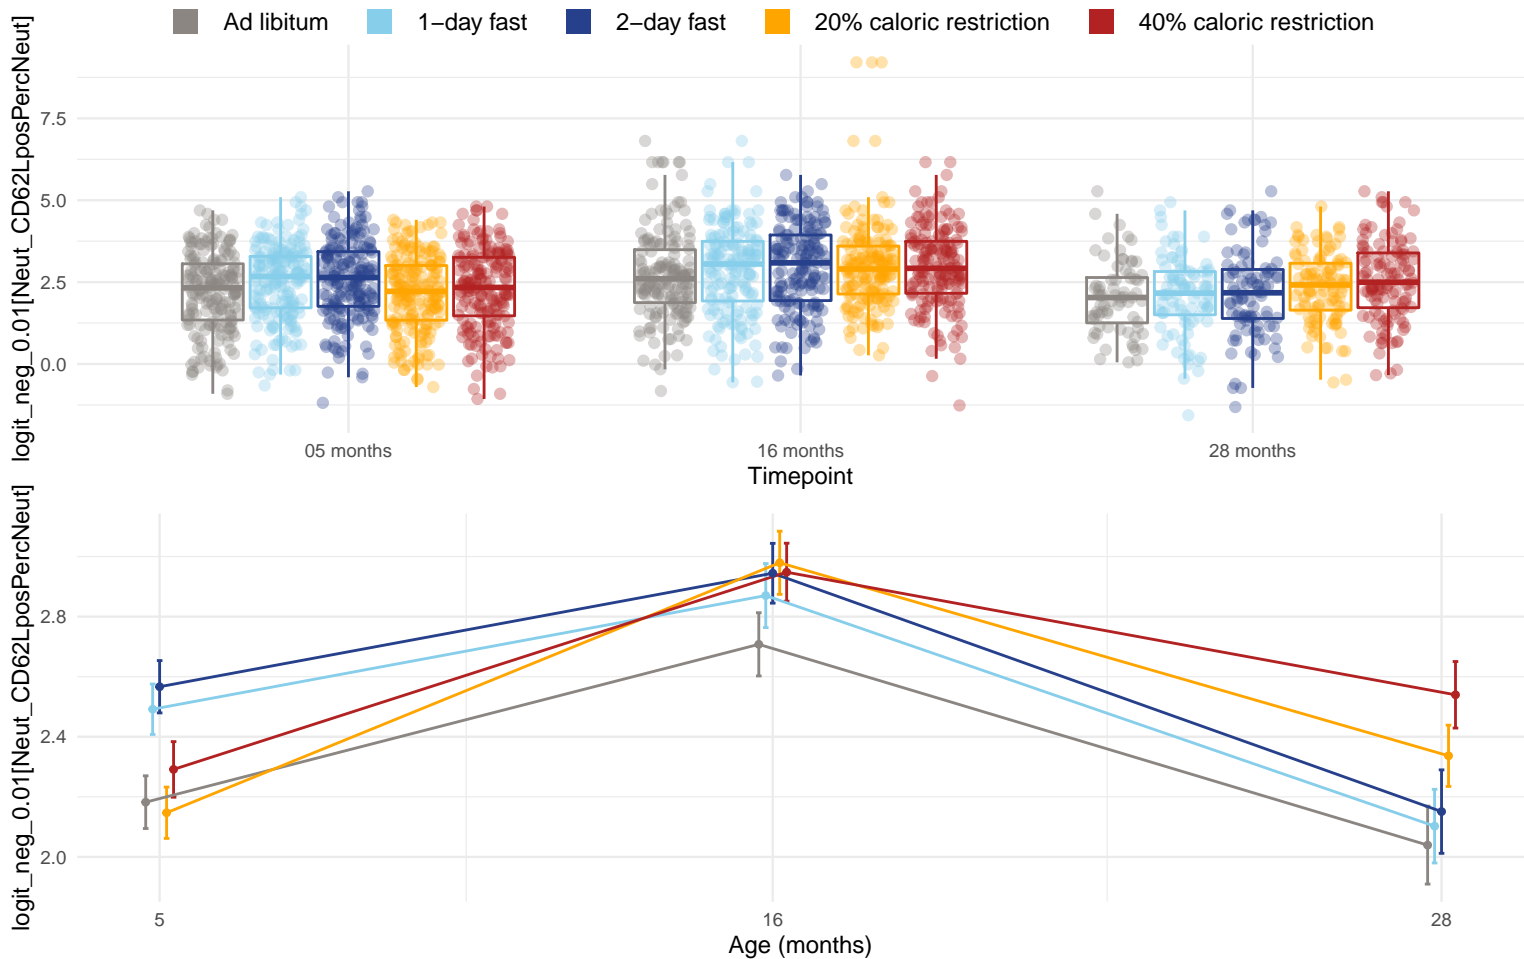 Ad libitum 1−day fast 2−day fast 20% caloric restriction 40% caloric restriction
logit_neg_0.01[Neut_CD62LposPercNeut]
7.5
5.0
2.5
0.0
05 months 16 months 28 months
Timepoint
logit_neg_0.01[Neut_CD62LposPercNeut]
2.8
2.4
2.0
5 16 28
Age (months)